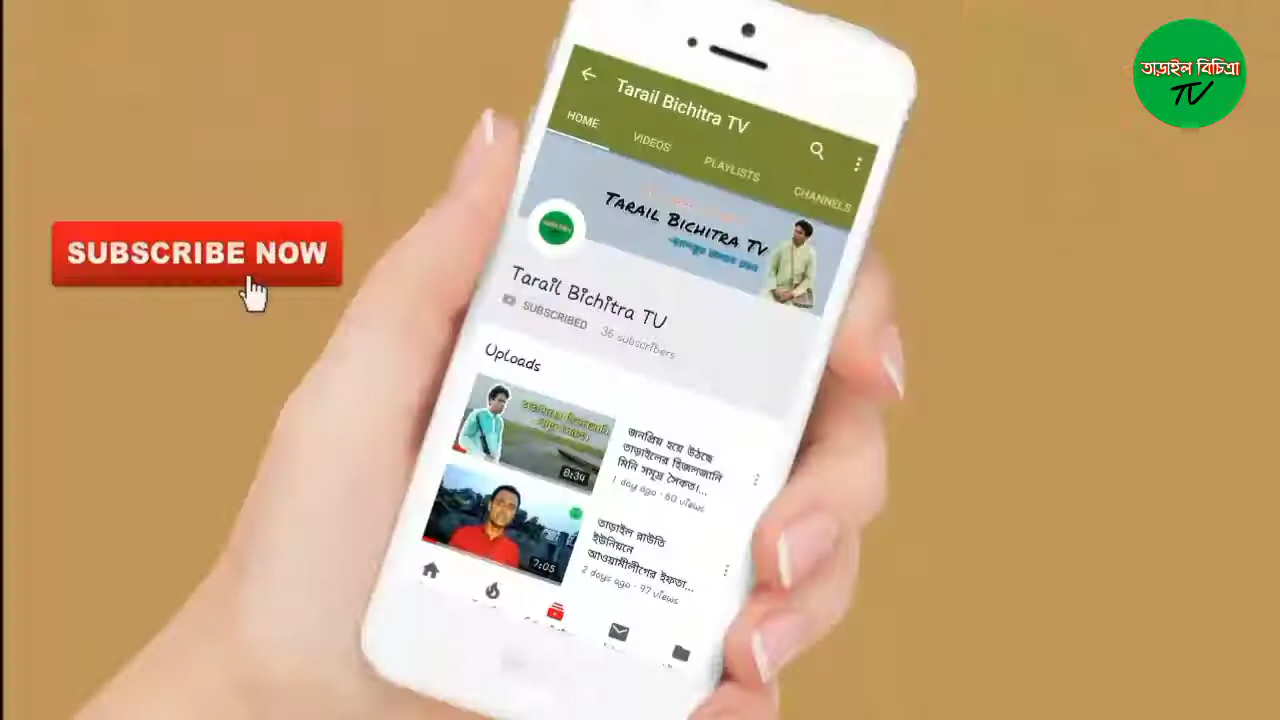 তাড়াইল বিচিত্রা
TV
Tarail Bichitra TV
HOME
VIDEOS
PLAYLISTS
CHANNELS
TARAIL BICHITRA TV
SUBSCRIBE NOW
Tarail Bichitra TV
SUBSCRIBED 36 subscribers
Uploads
জনপ্রিয় হয়ে উঠছে
তাড়াইলের হিজলজানি
মিনি সমুদ্র সৈকত।...
1 day ago · 60 views
8:34
তাড়াইল রাউতি
ইউনিয়নে
আওয়ামীলীগের ইফতা...
2 days ago · 97 views
7:05